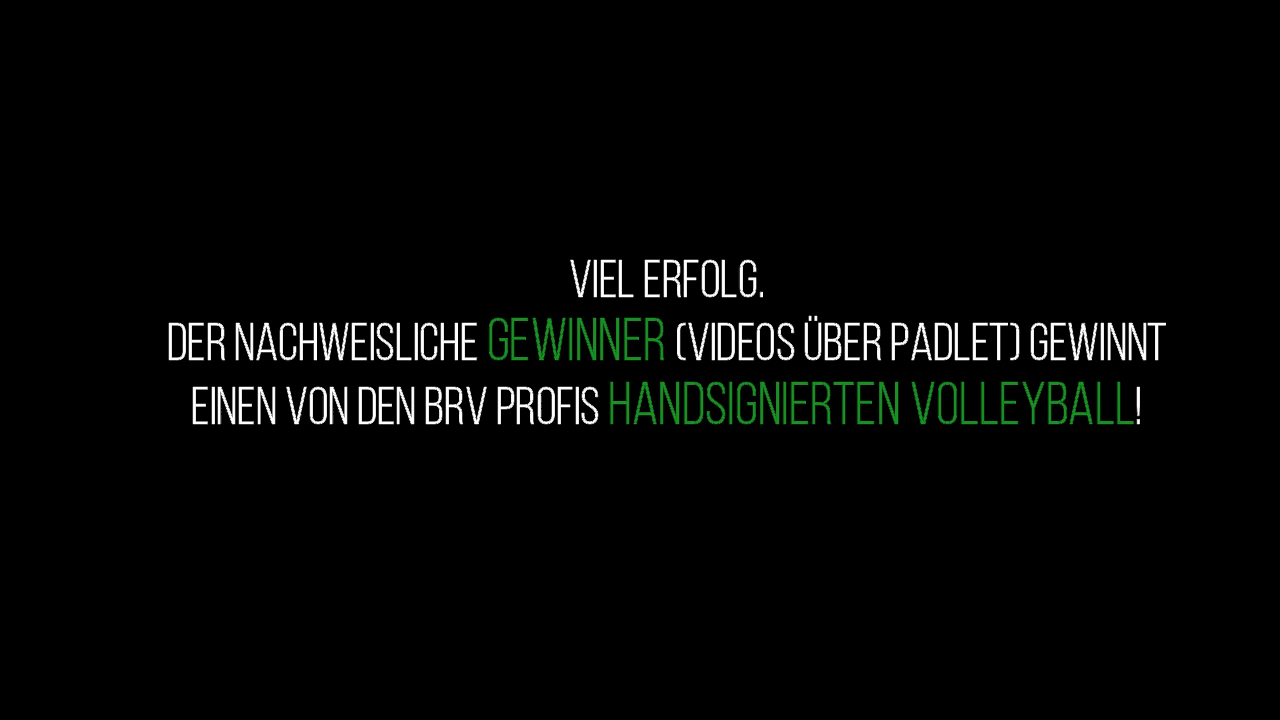 VIEL ERFOLG.
DER NACHWEISLICHE GEWINNER (VIDEOS ÜBER PADLET) GEWINNT
EINEN VON DEN BRV PROFIS HANDSIGNIERTEN VOLLEYBALL!